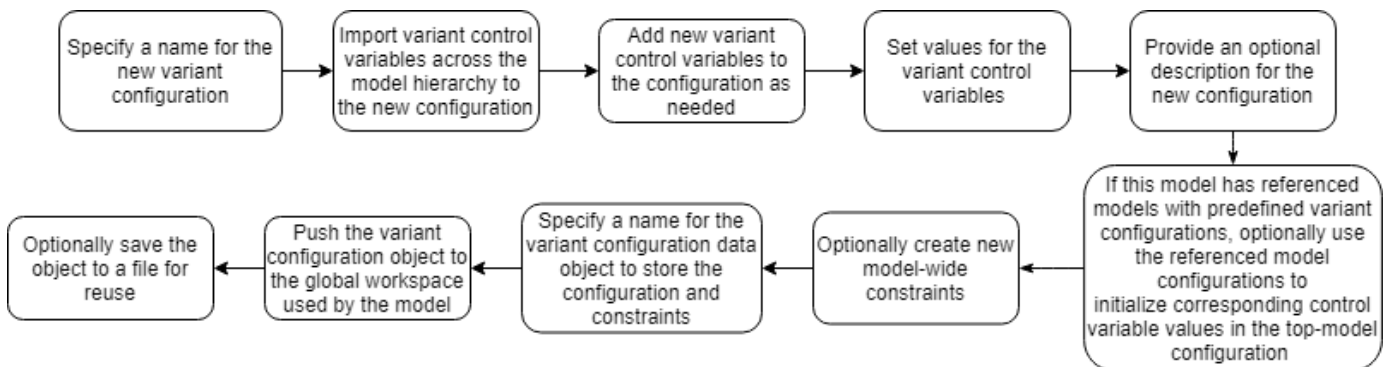 Specify a name for the
new variant
configuration
Import variant control
variables across the
model hierarchy to
the new configuration
Add new variant
control variables to
the configuration as
needed
Set values for the
variant control
variables
Provide an optional
description for the
new configuration
If this model has referenced
models with predefined variant
configurations, optionally use
the referenced model
configurations to
initialize corresponding control
variable values in the top-model
configuration
Optionally create new
model-wide
constraints
Specify a name for the
variant configuration data
object to store the
configuration and
constraints
Push the variant
configuration object to
the global workspace
used by the model
Optionally save the
object to a file for
reuse